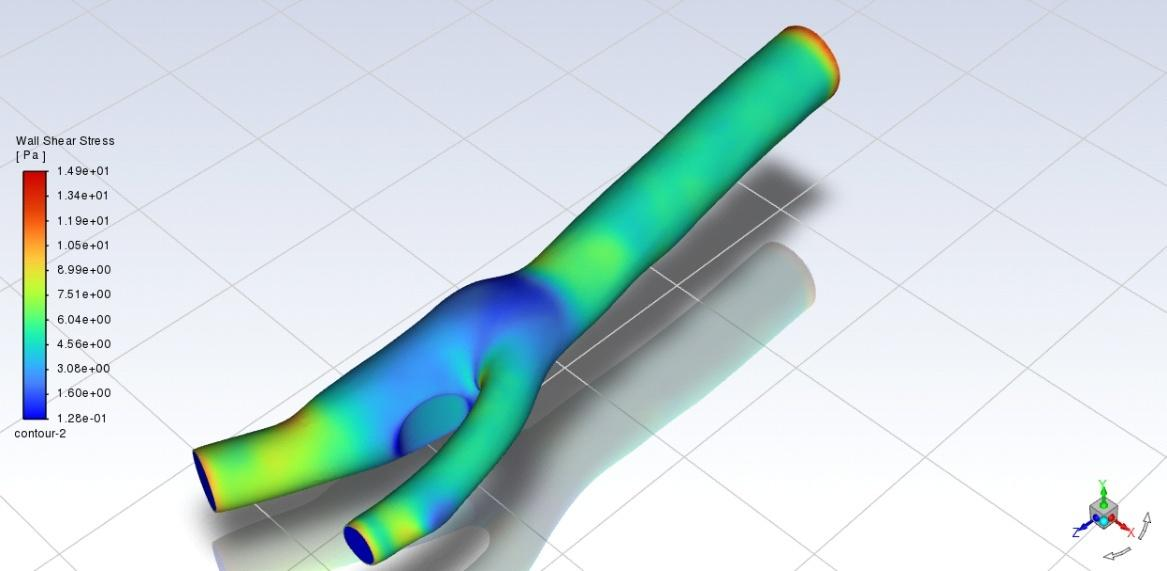 Wall Shear Stress
[ Pa ]
1.49e+01
1.34e+01
1.19e+01
1.05e+01
8.99e+00
7.51e+00
6.04e+00
4.56e+00
3.08e+00
1.60e+00
1.28e-01
contour-2
Y
Z
X